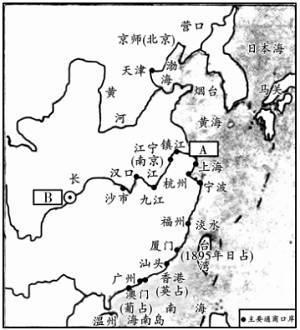 营口
京师(北京)
日本海
天津
渤海
烟台
马关
黄河
黄海
镇江
A
江宁(南京)
上海
汉口
长江
杭州
宁波
B
沙市
九江
福州
淡水
厦门
台湾
(1895年日占)
汕头
广州
香港(英占)
澳门(葡占)
南海
温州
海南岛
●主要通商口岸